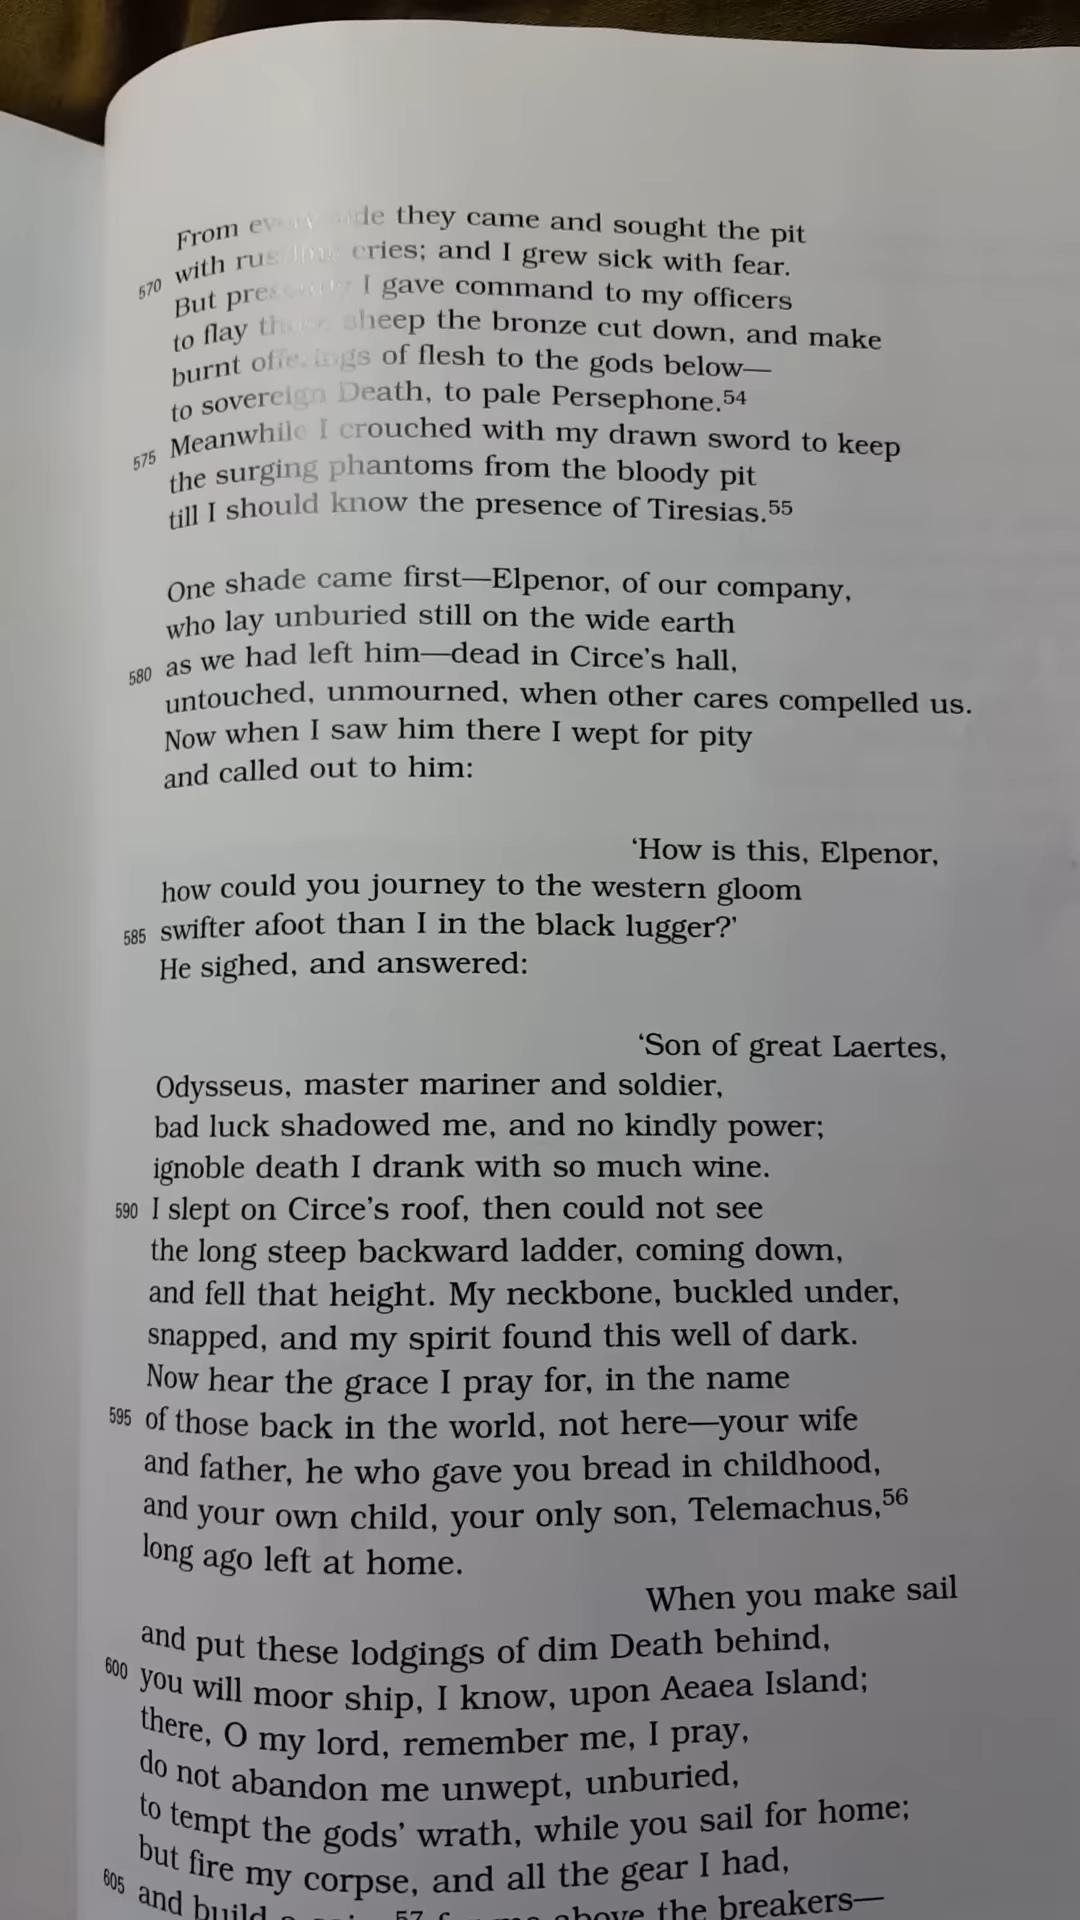 From every side they came and sought the pit
with rustling cries; and I grew sick with fear.
570
But presently I gave command to my officers
to flay those sheep the bronze cut down, and make
burnt offerings of flesh to the gods below—
to sovereign Death, to pale Persephone.54
Meanwhile I crouched with my drawn sword to keep
575
the surging phantoms from the bloody pit
till I should know the presence of Tiresias.55
One shade came first—Elpenor, of our company,
who lay unburied still on the wide earth
580 as we had left him—dead in Circe's hall,
untouched, unmourned, when other cares compelled us.
Now when I saw him there I wept for pity
and called out to him:
‘How is this, Elpenor,
how could you journey to the western gloom
585 swifter afoot than I in the black lugger?’
He sighed, and answered:
‘Son of great Laertes,
Odysseus, master mariner and soldier,
bad luck shadowed me, and no kindly power;
ignoble death I drank with so much wine.
590 I slept on Circe's roof, then could not see
the long steep backward ladder, coming down,
and fell that height. My neckbone, buckled under,
snapped, and my spirit found this well of dark.
Now hear the grace I pray for, in the name
595 of those back in the world, not here—your wife
and father, he who gave you bread in childhood,
and your own child, your only son, Telemachus,56
long ago left at home.
When you make sail
and put these lodgings of dim Death behind,
600 you will moor ship, I know, upon Aeaea Island;
there, O my lord, remember me, I pray,
do not abandon me unwept, unburied,
to tempt the gods' wrath, while you sail for home;
but fire my corpse, and all the gear I had,
605 and build 57 above the breakers—